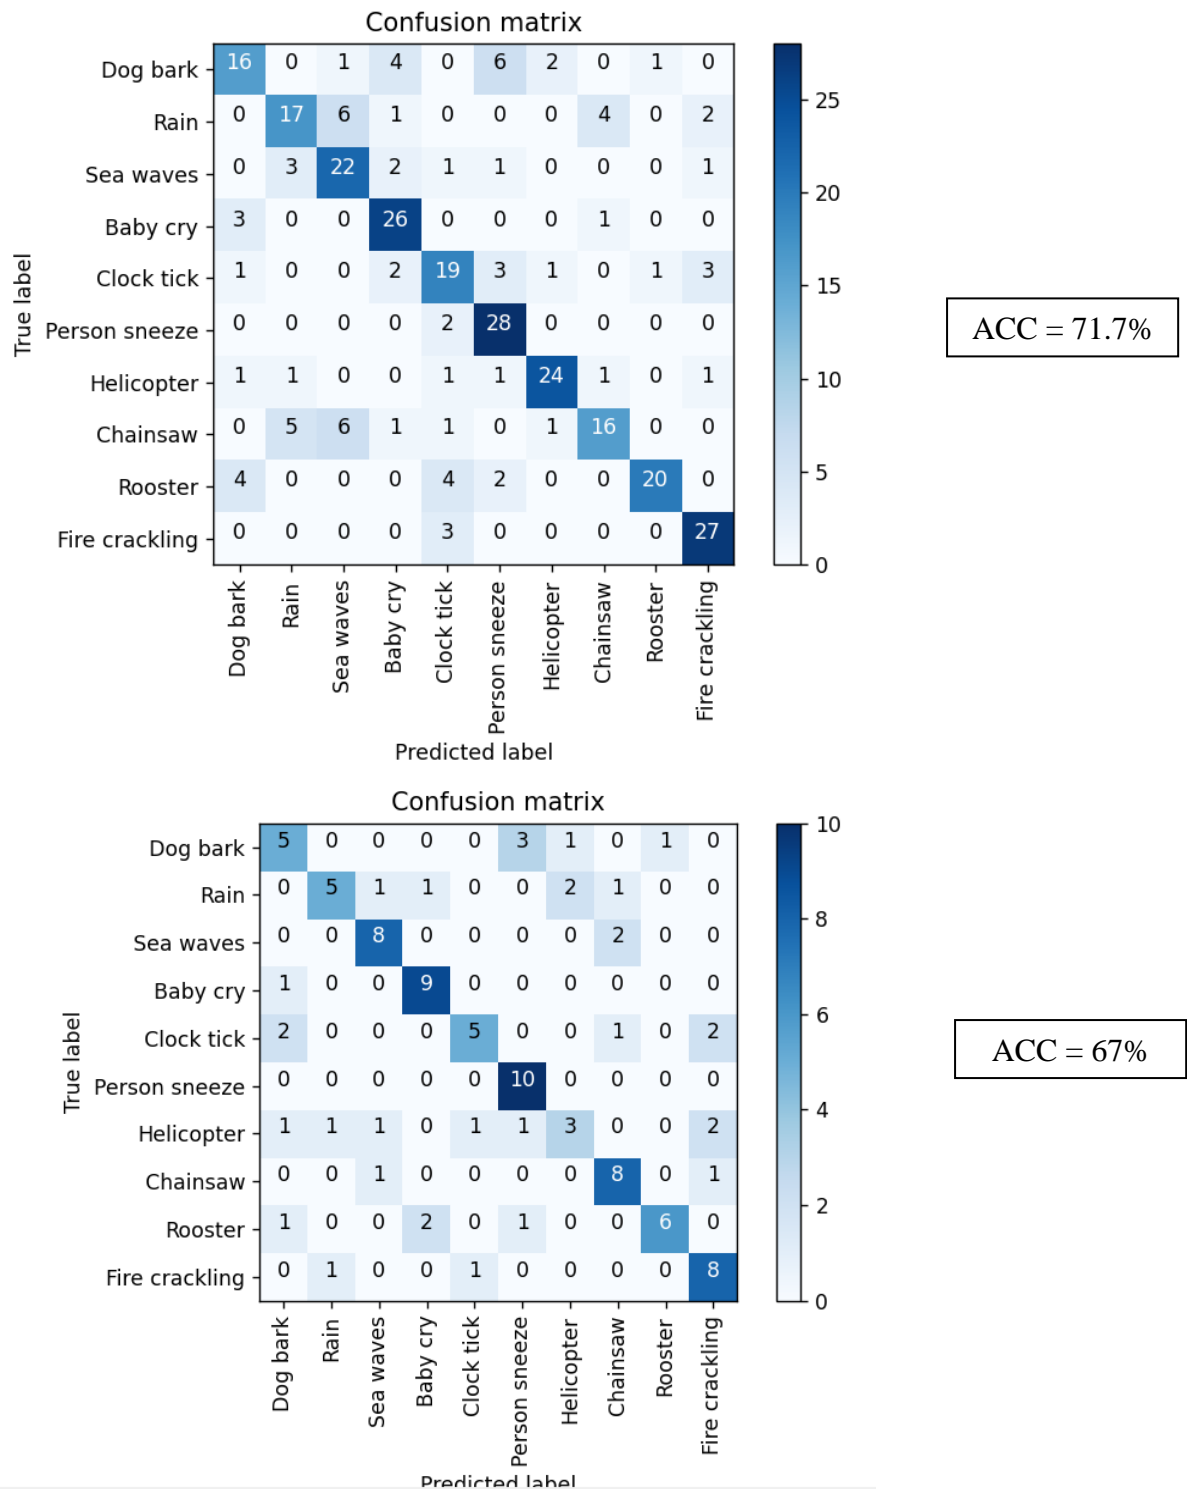 Confusion matrix
Dog bark 16 0 1 4 0 6 2 0 1 0
Rain 0 17 6 1 0 0 0 4 0 2
Sea waves 0 3 22 2 1 1 0 0 0 1
Baby cry 3 0 0 26 0 0 0 1 0 0
Clock tick 1 0 0 2 19 3 1 0 1 3
Person sneeze 0 0 0 0 2 28 0 0 0 0
Helicopter 1 1 0 0 1 1 24 1 0 1
Chainsaw 0 5 6 1 1 0 1 16 0 0
Rooster 4 0 0 0 4 2 0 0 20 0
Fire crackling 0 0 0 0 3 0 0 0 0 27
True label
Dog bark
Rain
Sea waves
Baby cry
Clock tick
Person sneeze
Helicopter
Chainsaw
Rooster
Fire crackling
Predicted label
25
20
15
10
5
0
ACC = 71.7%
Confusion matrix
Dog bark 5 0 0 0 0 3 1 0 1 0
Rain 0 5 1 1 0 0 2 1 0 0
Sea waves 0 0 8 0 0 0 0 2 0 0
Baby cry 1 0 0 9 0 0 0 0 0 0
Clock tick 2 0 0 0 5 0 0 1 0 2
Person sneeze 0 0 0 0 0 10 0 0 0 0
Helicopter 1 1 1 0 1 1 3 0 0 2
Chainsaw 0 0 1 0 0 0 0 8 0 1
Rooster 1 0 0 2 0 1 0 0 6 0
Fire crackling 0 1 0 0 1 0 0 0 0 8
True label
Dog bark
Rain
Sea waves
Baby cry
Clock tick
Person sneeze
Helicopter
Chainsaw
Rooster
Fire crackling
Predicted label
10
8
6
4
2
0
ACC = 67%